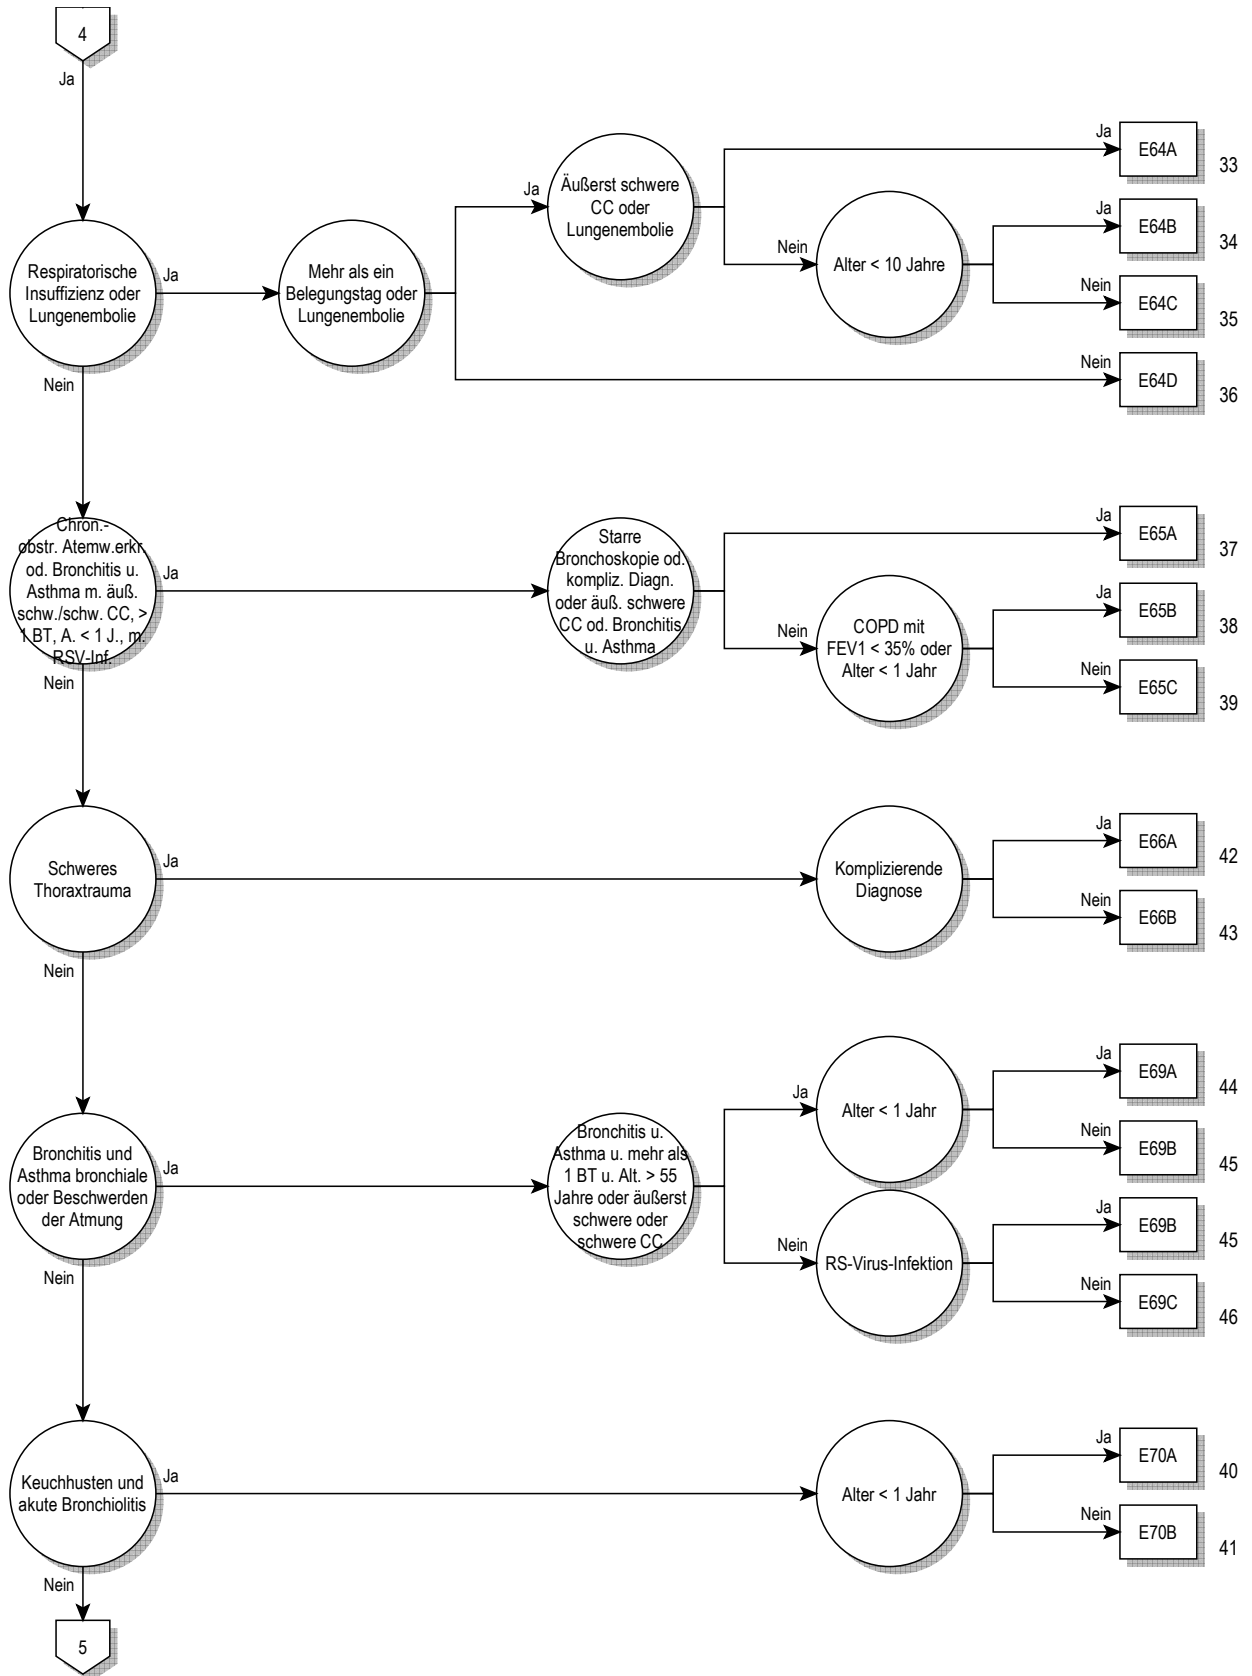 4
Ja
Respiratorische
Insuffizienz oder
Lungenembolie
Ja
Mehr als ein
Belegungstag oder
Lungenembolie
Ja
Äußerst schwere
CC oder
Lungenembolie
Ja
E64A
33
Nein
Alter < 10 Jahre
Ja
E64B
34
Nein
E64C
35
Nein
E64D
36
Nein
Chron.-
obstr. Atemw.erkr.
od. Bronchitis u.
Asthma m. äuß.
schw./schw. CC, >
1 BT, A. < 1 J., m.
RSV-Inf.
Ja
Starre
Bronchoskopie od.
kompliz. Diagn.
oder äuß. schwere
CC od. Bronchitis
u. Asthma
Ja
E65A
37
Nein
COPD mit
FEV1 < 35% oder
Alter < 1 Jahr
Ja
E65B
38
Nein
E65C
39
Nein
Schweres
Thoraxtrauma
Ja
Komplizierende
Diagnose
Ja
E66A
42
Nein
E66B
43
Nein
Bronchitis und
Asthma bronchiale
oder Beschwerden
der Atmung
Ja
Bronchitis u.
Asthma u. mehr als
1 BT u. Alt. > 55
Jahre oder äußerst
schwere oder
schwere CC
Ja
Alter < 1 Jahr
Ja
E69A
44
Nein
E69B
45
Nein
RS-Virus-Infektion
Ja
E69B
45
Nein
E69C
46
Nein
Keuchhusten und
akute Bronchiolitis
Ja
Alter < 1 Jahr
Ja
E70A
40
Nein
E70B
41
Nein
5